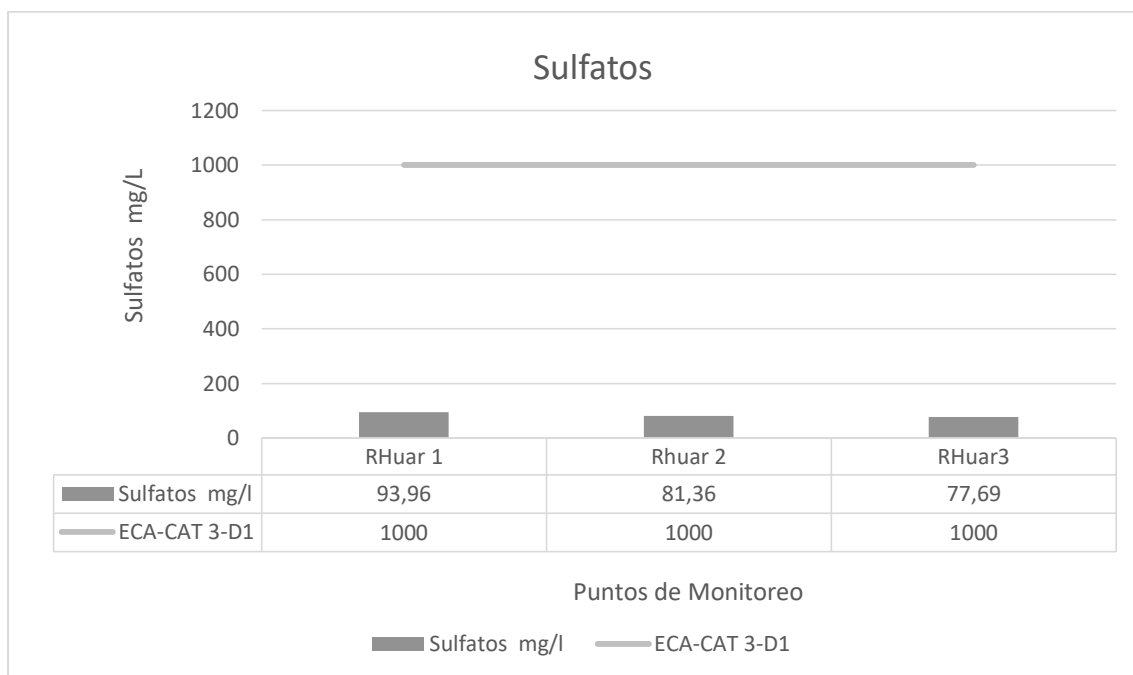 Sulfatos
Sulfatos  mg/L
1200
1000
800
600
400
200
0
RHuar 1 Rhuar 2 RHuar3
Sulfatos  mg/l 93,96 81,36 77,69
ECA-CAT 3-D1 1000 1000 1000
Puntos de Monitoreo
Sulfatos  mg/l ECA-CAT 3-D1